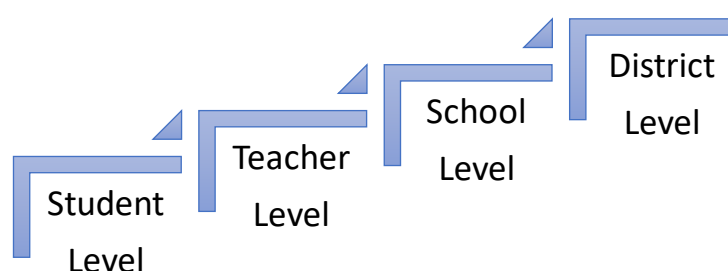 Student
Level
Teacher
Level
School
Level
District
Level